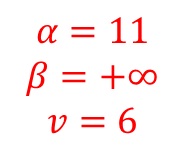 α = 11
β = +∞
v = 6